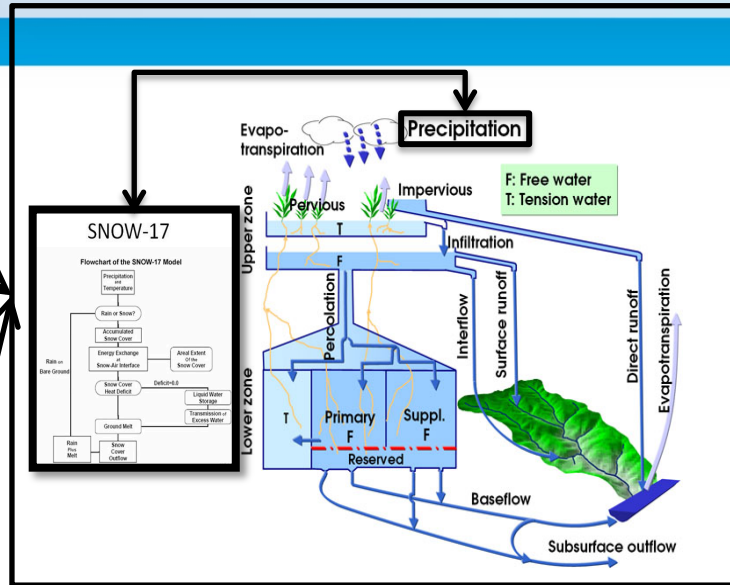 Precipitation
Evapo-
transpiration
F: Free water
T: Tension water
Pervious
Impervious
Upper zone
T
Infiltration
F
Percolation
Interflow
Surface runoff
Direct runoff
Evapotranspiration
Lower zone
T
Primary
F
Suppl.
F
Reserved
Baseflow
Subsurface outflow
SNOW-17
Flowchart of the SNOW-17 Model
Precipitation
and
Temperature
Rain or Snow?
Accumulated
Snow Cover
Rain on
Bare Ground
Energy Exchange
at
Snow-Air Interface
Areal Extent
Of the
Snow Cover
Snow Cover
Heat Deficit
Deficit=0.0
Liquid Water
Storage
Transmission of
Excess Water
Ground Melt
Rain
Plus
Melt
Snow
Cover
Outflow